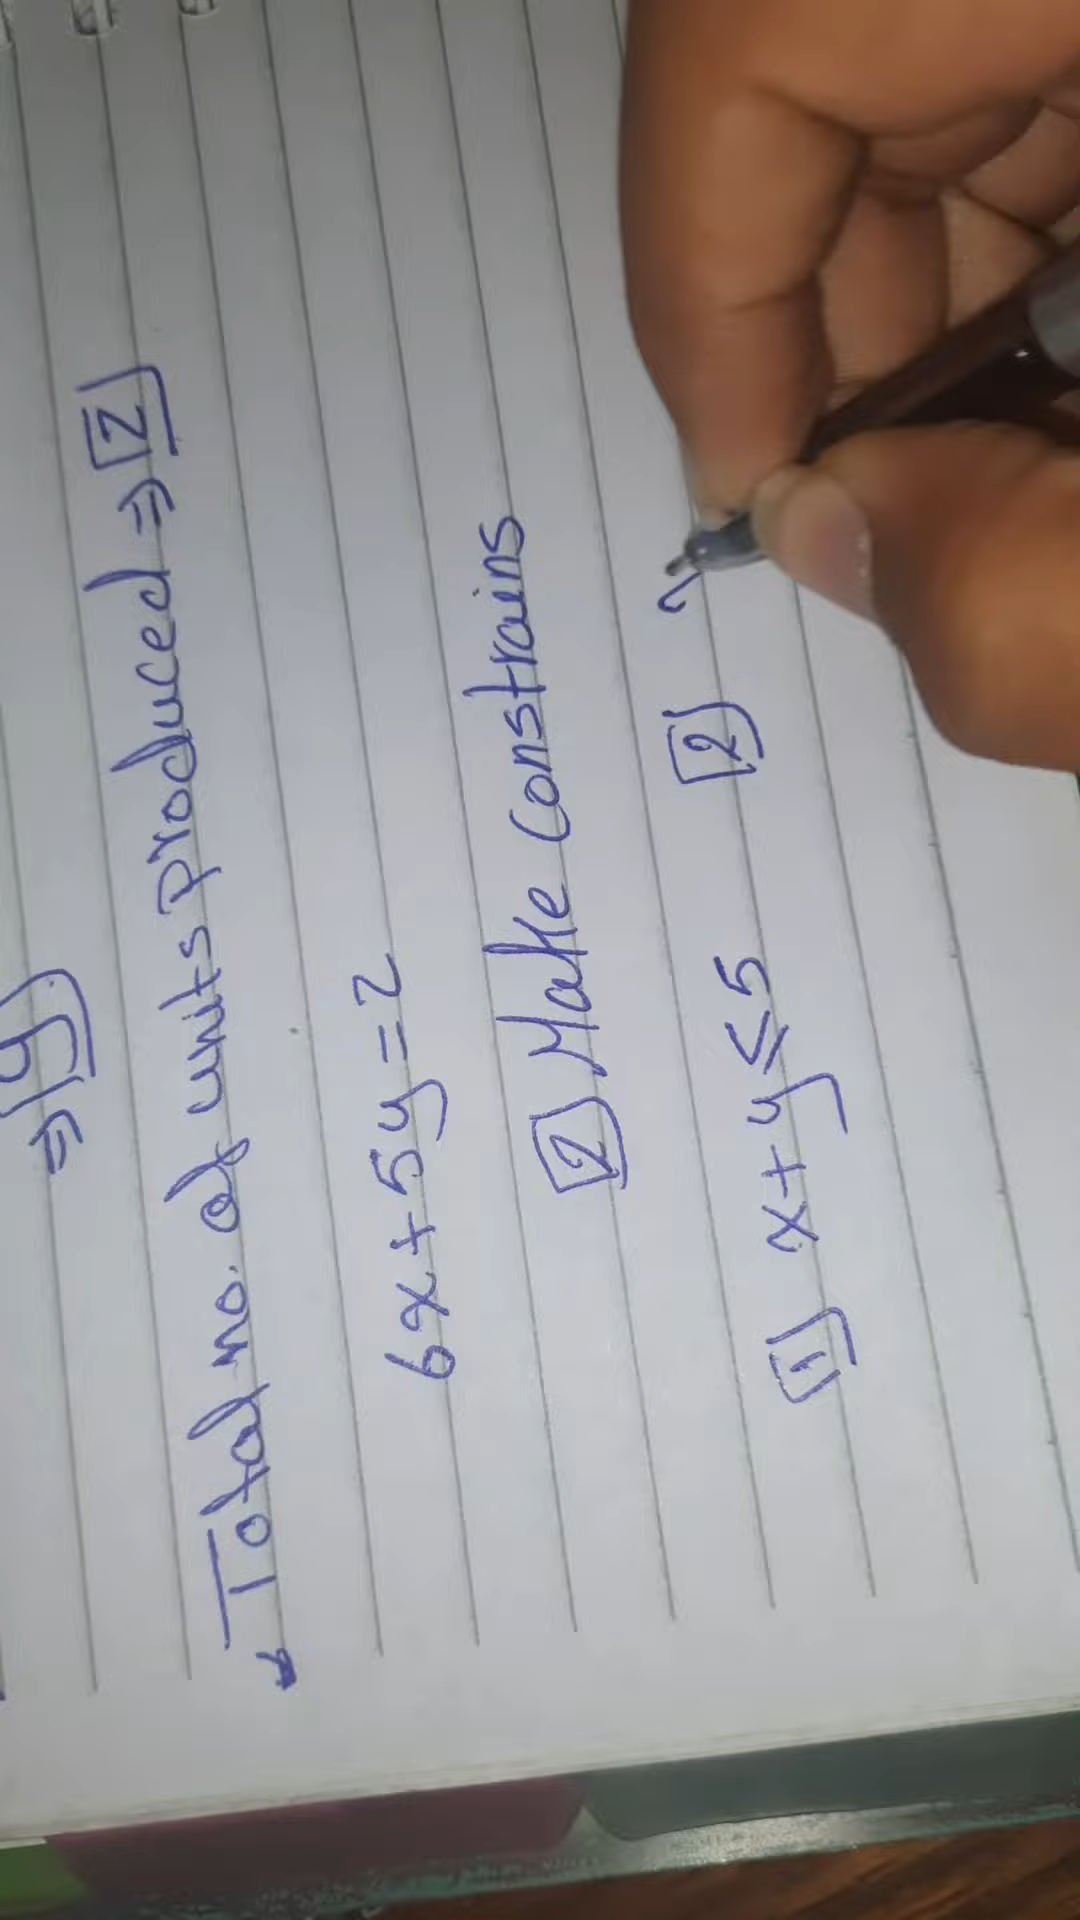 ⇒ y
* Total no. of units produced ⇒ Z
6x + 5y = Z
2 Make Constrains
1 x + y ≤ 5 2